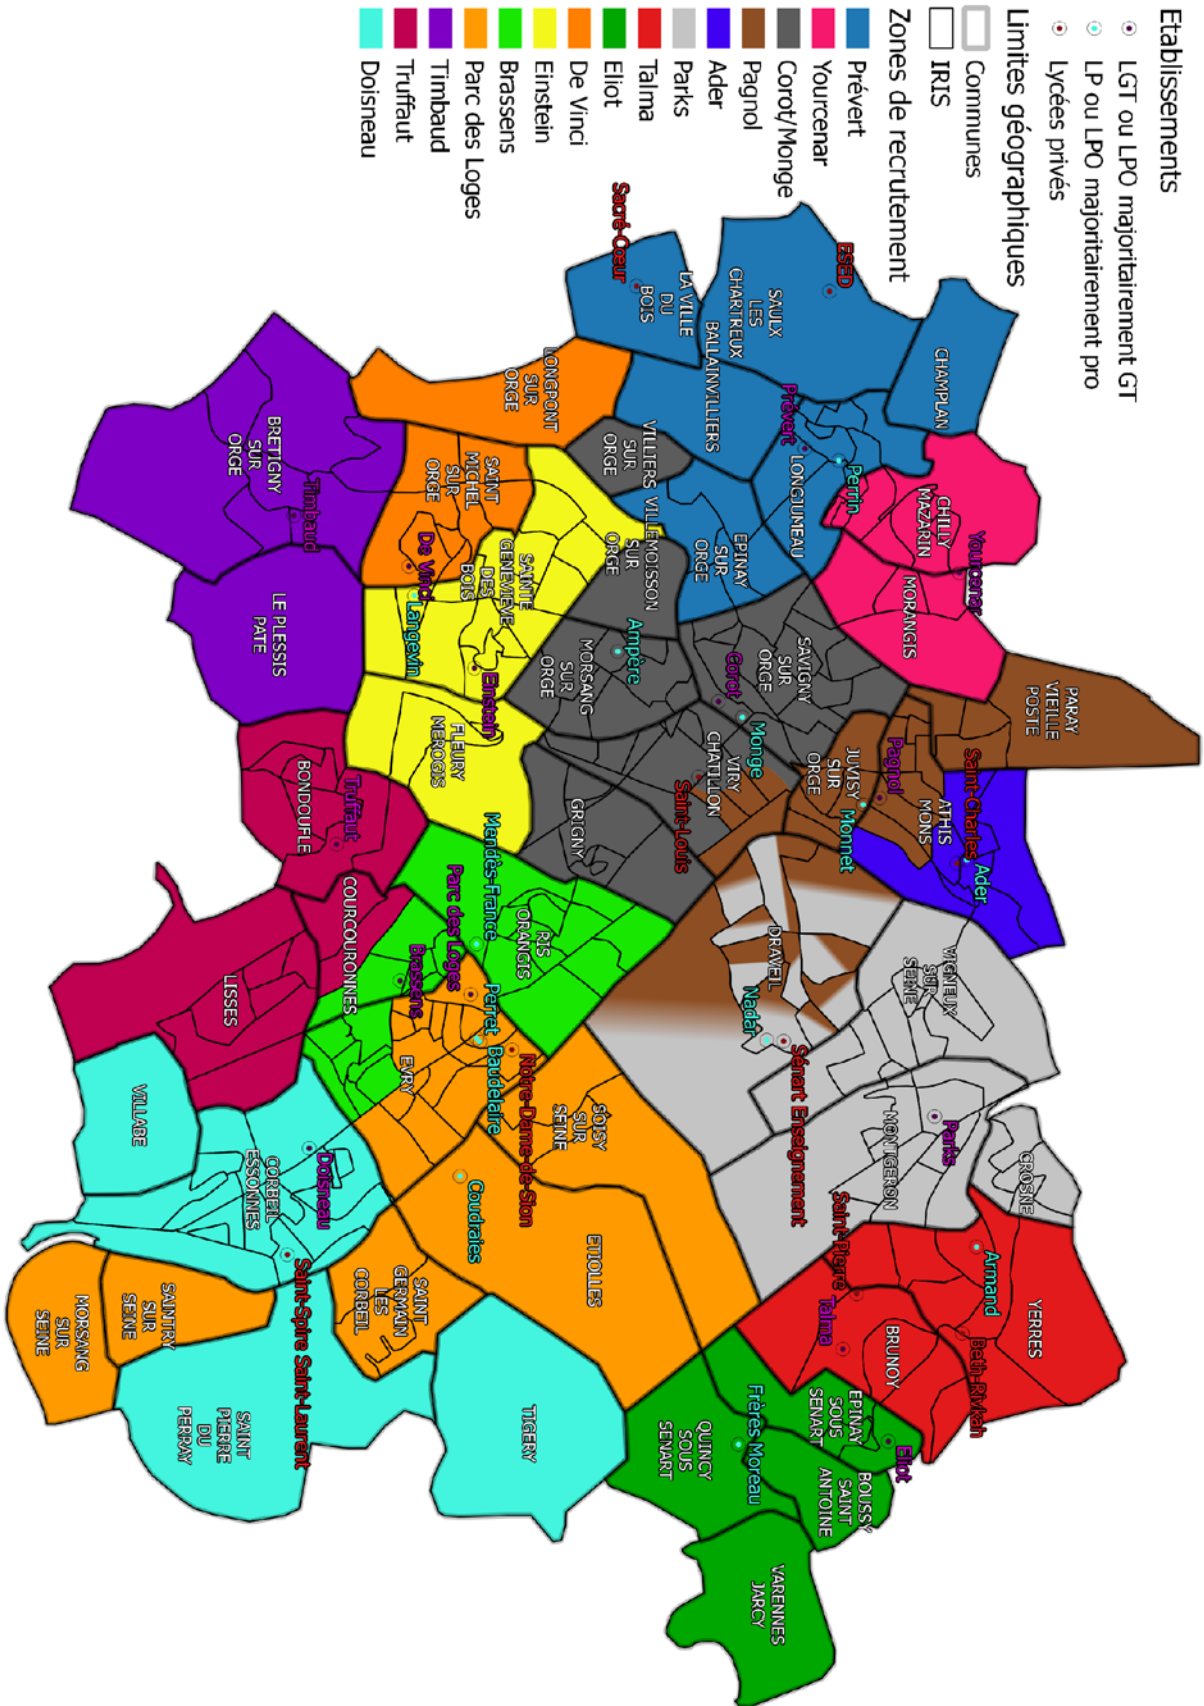 Etablissements
LGT ou LPO majoritairement GT
LP ou LPO majoritairement pro
Lycées privés
Limites géographiques
Communes
IRIS
Zones de recrutement
Prévert
Yourcenar
Corot/Monge
Pagnol
Ader
Parks
Talma
Eliot
De Vinci
Einstein
Brassens
Parc des Loges
Timbaud
Truffaut
Doisneau
PARAY
VIEILLE
POSTE
CHAMPLAN
CHILLY
MAZARIN
Yourcenar
MORANGIS
ESED
SAULX
LES
CHARTREUX
BALLAINVILLIERS
Prévert
Perrin
LONGJUMEAU
Sacré-Cœur
LA VILLE
DU
BOIS
EPINAY
SUR
ORGE
SAVIGNY
SUR
ORGE
Corot
Monge
Pagnol
JUVISY
SUR
ORGE
Monnet
Saint-Charles
Ader
ATHIS
MONS
VIGNEUX
SUR
SEINE
CROSNE
Parks
MONTGERON
Armand
YERRES
Beth-Rivkah
Saint-Pierre
Talma
BRUNOY
Eliot
EPINAY
SOUS
SENART
BOUSSY
SAINT
ANTOINE
Frères Moreau
QUINCY
SOUS
SENART
VARENNES
JARCY
DRAVEIL
Nadar
Sénart Enseignement
VIRY
CHATILLON
Saint-Louis
GRIGNY
VILLIERS
SUR
ORGE
VILLEMOISSON
SUR
ORGE
Ampère
MORSANG
SUR
ORGE
LONGPONT
SUR
ORGE
SAINT
MICHEL
SUR
ORGE
De Vinci
SAINTE
GENEVIEVE
DES
BOIS
Langevin
Einstein
FLEURY
MEROGIS
BRETIGNY
SUR
ORGE
Timbaud
LE PLESSIS
PATE
BONDOUFLE
Truffaut
Mendès-France
RIS
ORANGIS
Parc des Loges
Brassens
COURCOURONNES
LISSES
Perret
Baudelaire
EVRY
Notre-Dame-de-Sion
SOISY
SUR
SEINE
ETIOLLES
Coudraies
TIGERY
SAINT
GERMAIN
LES
CORBEIL
VILLABE
Doisneau
CORBEIL
ESSONNES
Saint-Spire Saint-Laurent
SAINTRY
SUR
SEINE
MORSANG
SUR
SEINE
SAINT
PIERRE
DU
PERRAY